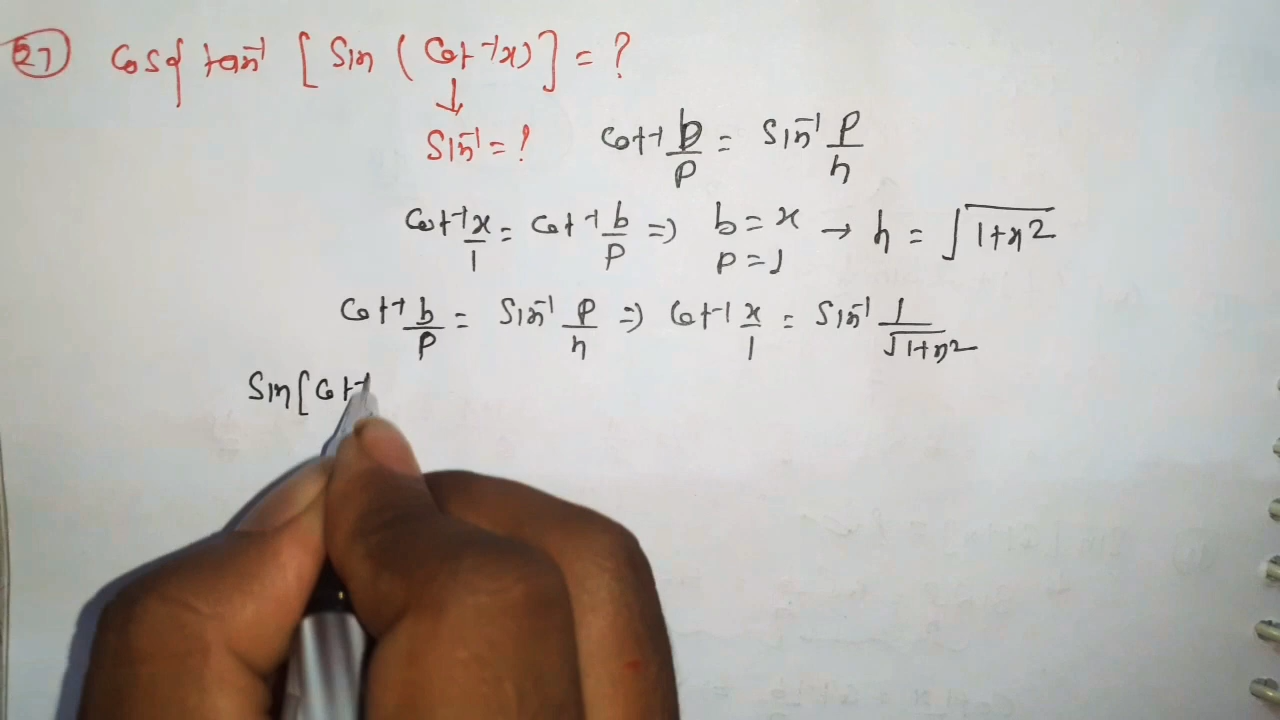 27 cos{ tan⁻¹ [ Sin ( Cot⁻¹x) ] = ?
↓
Sin⁻¹ = ? Cot⁻¹ b/p = Sin⁻¹ p/h
Cot⁻¹ x/1 = Cot⁻¹ b/p ⇒ b = x p = 1 → h = √1+x²
Cot⁻¹ b/p = Sin⁻¹ p/h ⇒ Cot⁻¹ x/1 = Sin⁻¹ 1/√1+x²
Sin [ Cot⁻¹